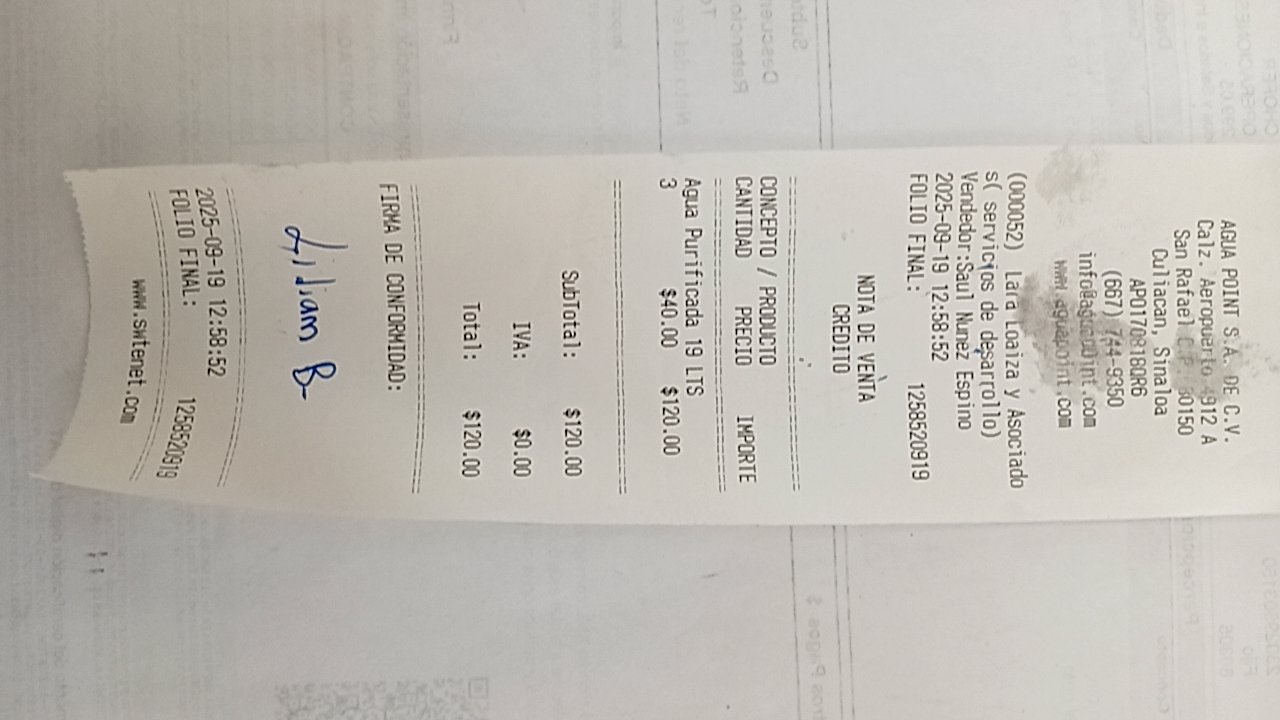 AGUA POINT S.A. DE C.V.
Calz. Aeropuerto 4912 A
San Rafael C.P. 80150
Culiacan, Sinaloa
APO170818QR6
(667) 744-9350
info@aguapoint.com
www.aguapoint.com
(000052) Lara Loaiza y Asociado
s( servicios de desarrollo)
Vendedor:Saul Nunez Espino
2025-09-19 12:58:52
FOLIO FINAL: 1258520919
NOTA DE VENTA
CREDITO
CONCEPTO / PRODUCTO
CANTIDAD PRECIO IMPORTE
Agua Purificada 19 LTS
3 $40.00 $120.00
SubTotal: $120.00
IVA: $0.00
Total: $120.00
FIRMA DE CONFORMIDAD:
Lidiam B
2025-09-19 12:58:52
FOLIO FINAL: 1258520919
www.swtenet.com